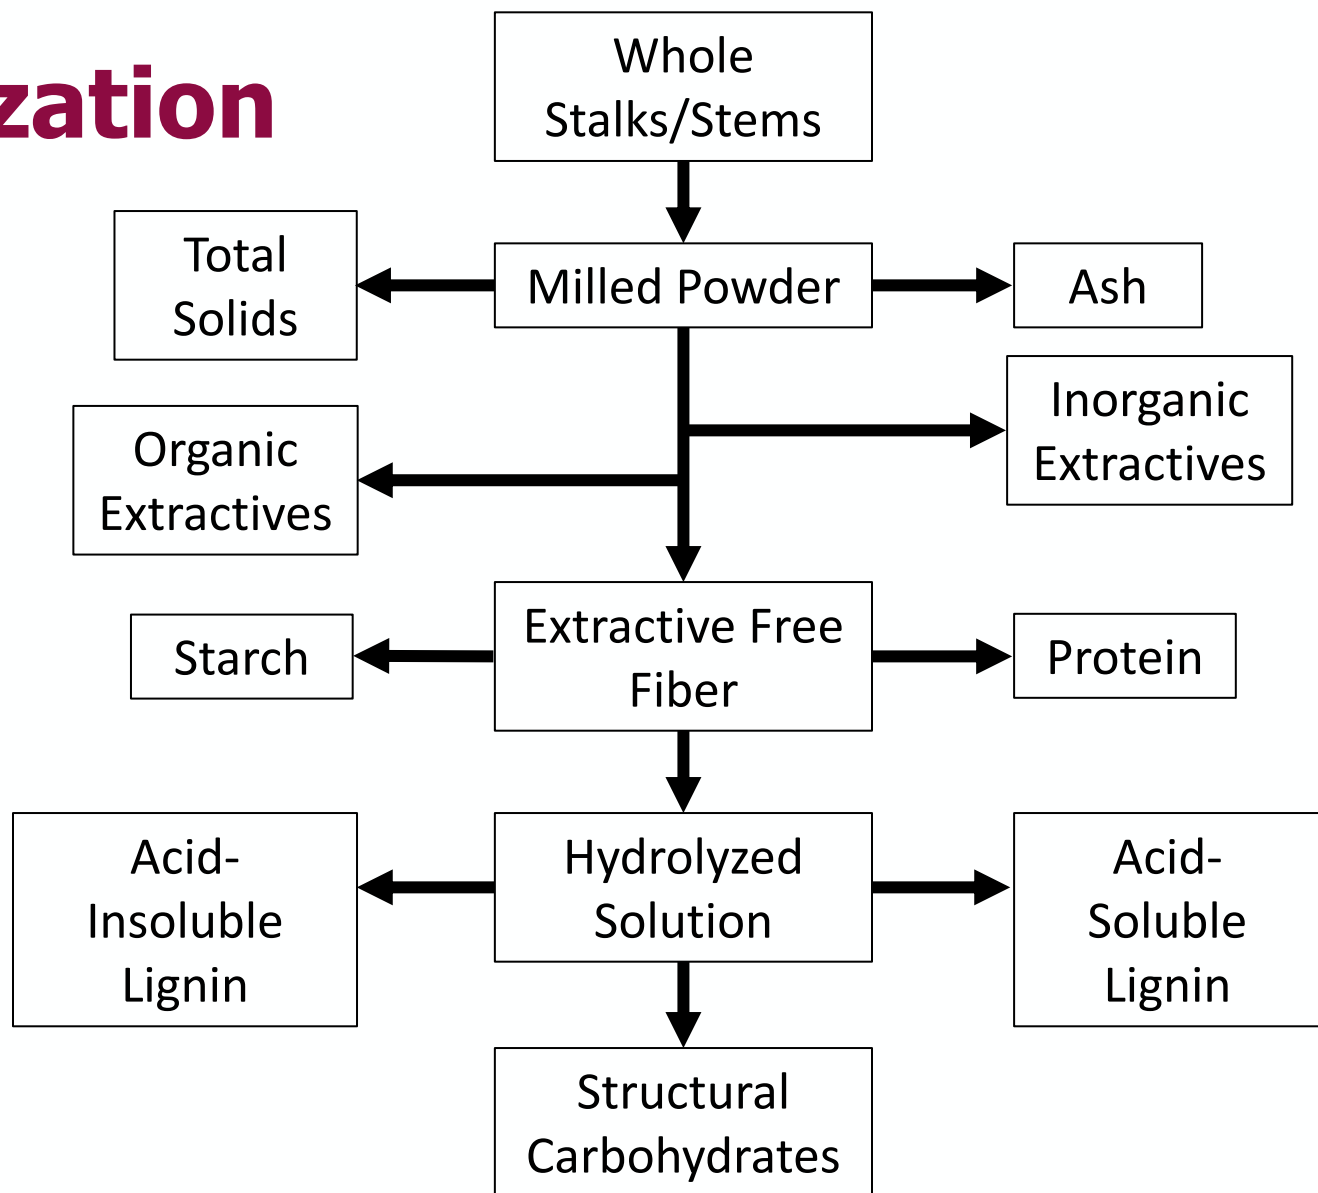 zation
Whole
Stalks/Stems
Total
Solids
Milled Powder
Ash
Organic
Extractives
Inorganic
Extractives
Starch
Extractive Free
Fiber
Protein
Acid-
Insoluble
Lignin
Hydrolyzed
Solution
Acid-
Soluble
Lignin
Structural
Carbohydrates